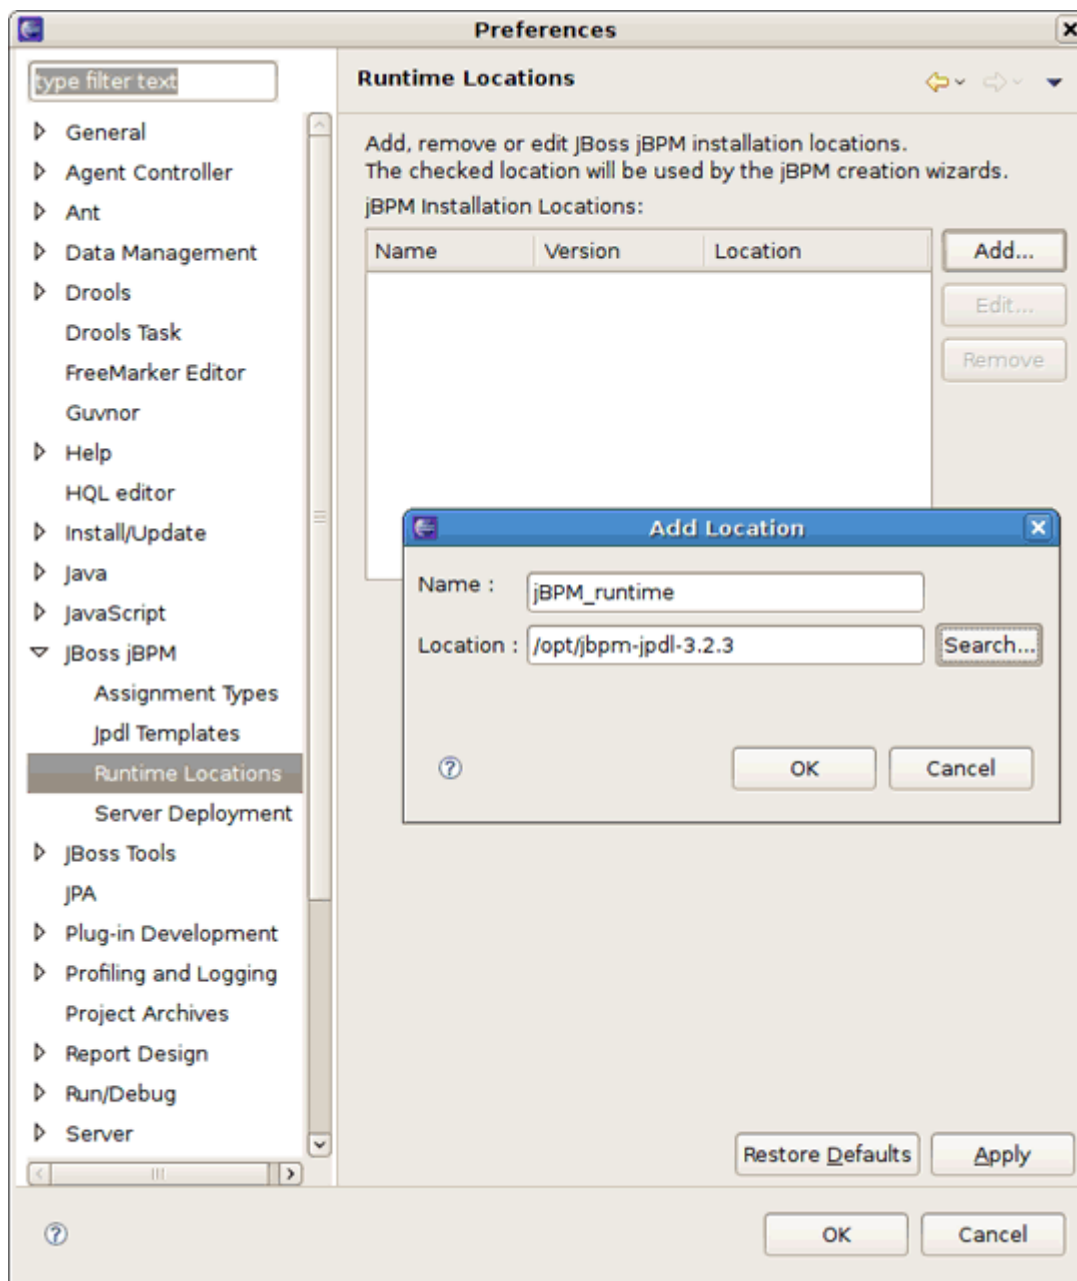 Preferences
type filter text
General
Agent Controller
Ant
Data Management
Drools
Drools Task
FreeMarker Editor
Guvnor
Help
HQL editor
Install/Update
Java
JavaScript
JBoss jBPM
Assignment Types
Jpdl Templates
Runtime Locations
Server Deployment
JBoss Tools
JPA
Plug-in Development
Profiling and Logging
Project Archives
Report Design
Run/Debug
Server
Runtime Locations
Add, remove or edit JBoss jBPM installation locations.
The checked location will be used by the jBPM creation wizards.
jBPM Installation Locations:
Name Version Location
Add...
Edit...
Remove
Add Location
Name : jBPM_runtime
Location : /opt/jbpm-jpdl-3.2.3 Search...
OK Cancel
Restore Defaults Apply
OK Cancel